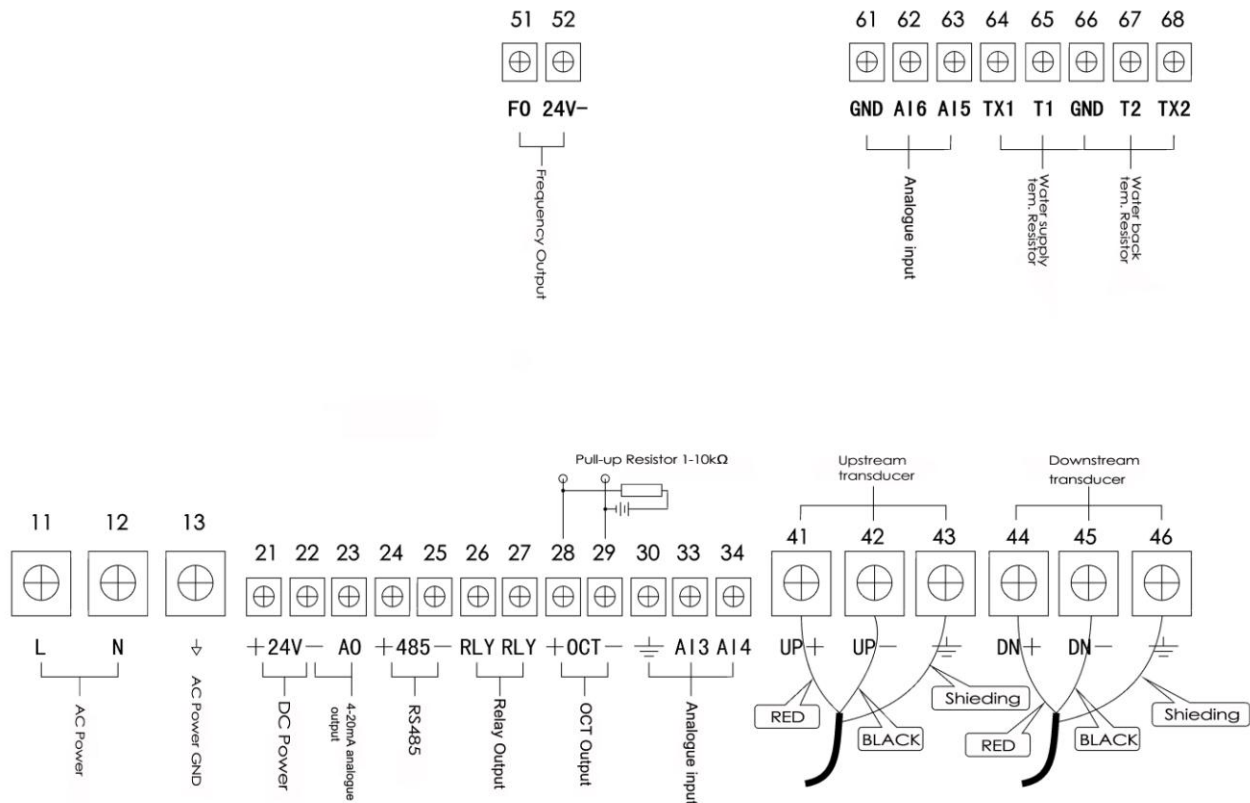 51 52
F0 24V-
Frequency Output
61 62 63 64 65 66 67 68
GND AI6 AI5 TX1 T1 GND T2 TX2
Analogue input
Water supply
tem. Resistor
Water back
tem. Resistor
Pull-up Resistor 1-10kΩ
Upstream
transducer
Downstream
transducer
11 12 13
21 22 23 24 25 26 27 28 29 30 33 34
41 42 43 44 45 46
L N
+24V- A0 +485- RLY RLY +OCT- AI3 AI4
UP+ UP- DN+ DN-
AC Power
AC Power GND
DC Power
4-20mA analogue
output
RS485
Relay Output
OCT Output
Analogue input
RED
BLACK
Shieding
RED
BLACK
Shieding